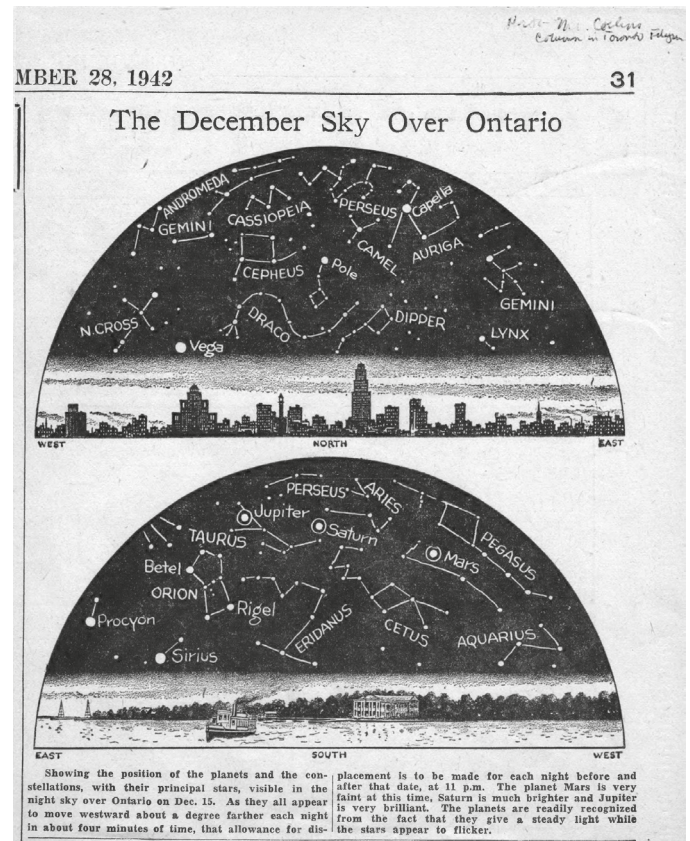 Mr. Collins
Column in Toronto
MBER 28, 1942
31
The December Sky Over Ontario
ANDROMEDA
GEMINI
CASSIOPEIA
PERSEUS
Capella
CAMEL
AURIGA
CEPHEUS
Pole
GEMINI
N.CROSS
DRACO
DIPPER
LYNX
Vega
WEST
NORTH
EAST
PERSEUS
ARIES
Jupiter
Saturn
TAURUS
PEGASUS
Mars
Betel
ORION
Rigel
Procyon
ERIDANUS
CETUS
AQUARIUS
Sirius
EAST
SOUTH
WEST
Showing the position of the planets and the con-
stellations, with their principal stars, visible in the
night sky over Ontario on Dec. 15. As they all appear
to move westward about a degree farther each night
in about four minutes of time, that allowance for dis-
placement is to be made for each night before and
after that date, at 11 p.m. The planet Mars is very
faint at this time, Saturn is much brighter and Jupiter
is very brilliant. The planets are readily recognized
from the fact that they give a steady light while
the stars appear to flicker.